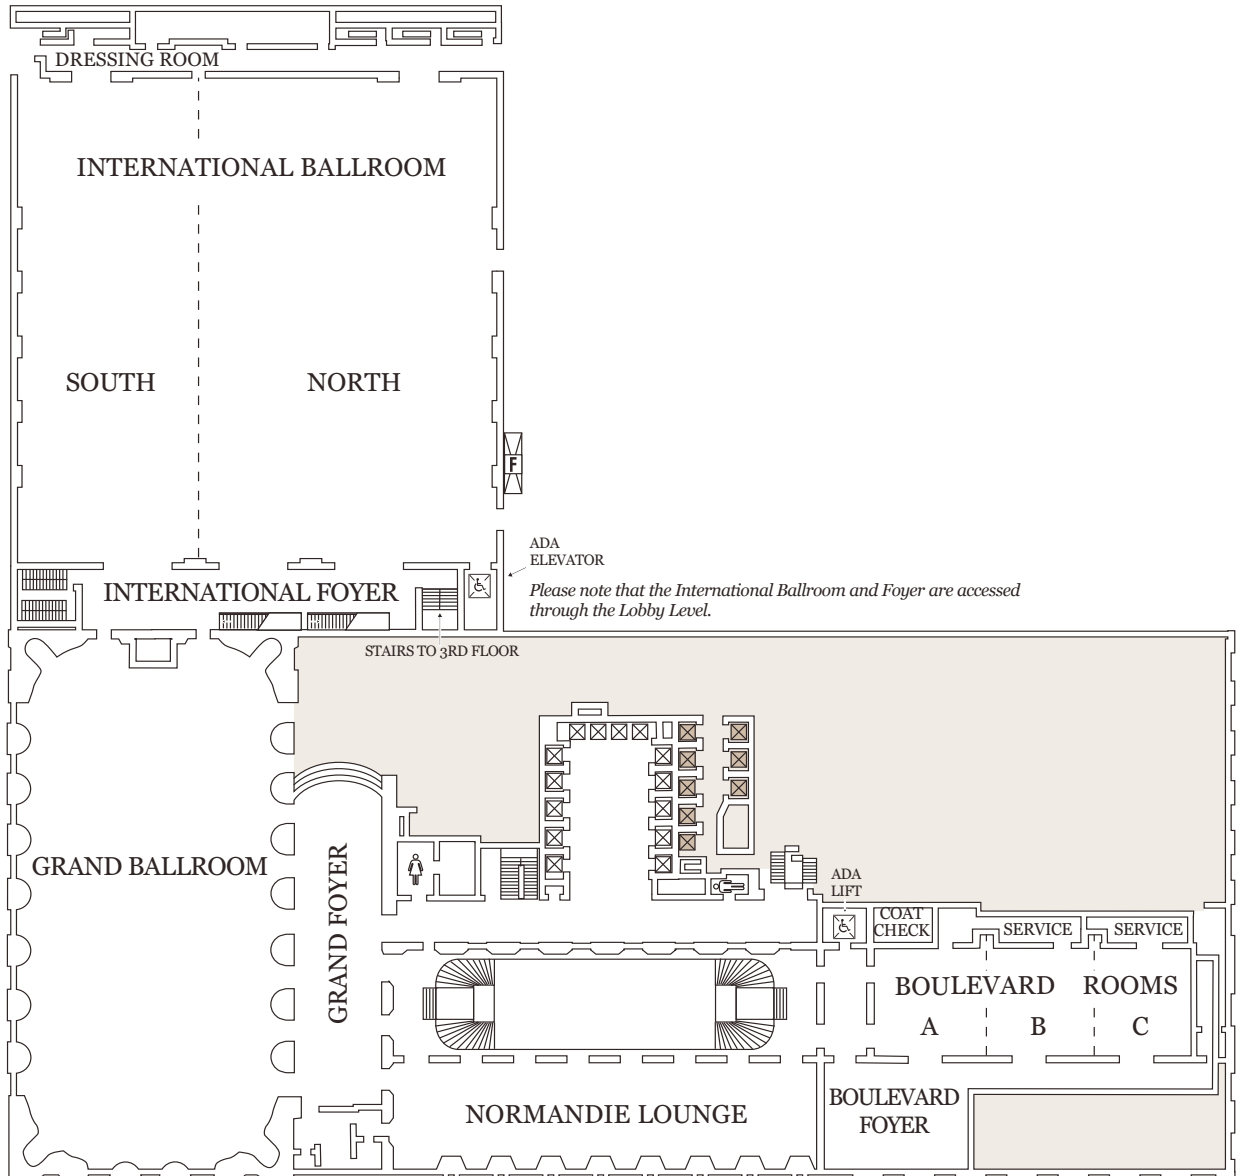 DRESSING ROOM
INTERNATIONAL BALLROOM
SOUTH
NORTH
F
ADA
ELEVATOR
INTERNATIONAL FOYER
Please note that the International Ballroom and Foyer are accessed
through the Lobby Level.
STAIRS TO 3RD FLOOR
GRAND BALLROOM
GRAND FOYER
ADA
LIFT
COAT
CHECK
SERVICE
SERVICE
BOULEVARD ROOMS
A
B
C
NORMANDIE LOUNGE
BOULEVARD
FOYER